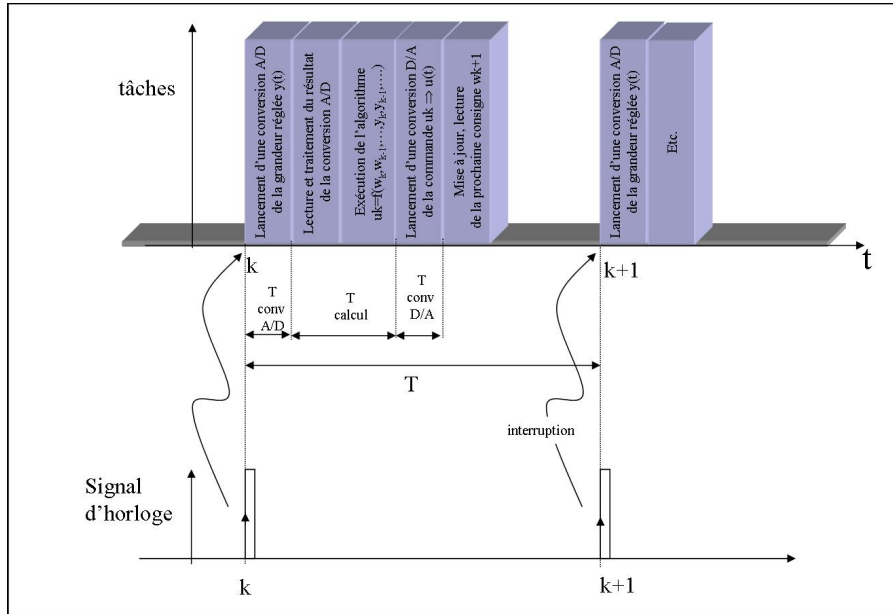 tâches
Lancement d'une conversion A/D
de la grandeur réglée y(t)
Lecture et traitement du résultat
de la conversion A/D
Exécution de l'algorithme
uk=f(wk,wk-1,…,yk,yk-1,…)
Lancement d'une conversion D/A
de la commande uk ⇒ u(t)
Mise à jour, lecture
de la prochaine consigne wk+1
Lancement d'une conversion A/D
de la grandeur réglée y(t)
Etc.
t
k
k+1
T
conv
A/D
T
calcul
T
conv
D/A
T
interruption
Signal
d'horloge
k
k+1